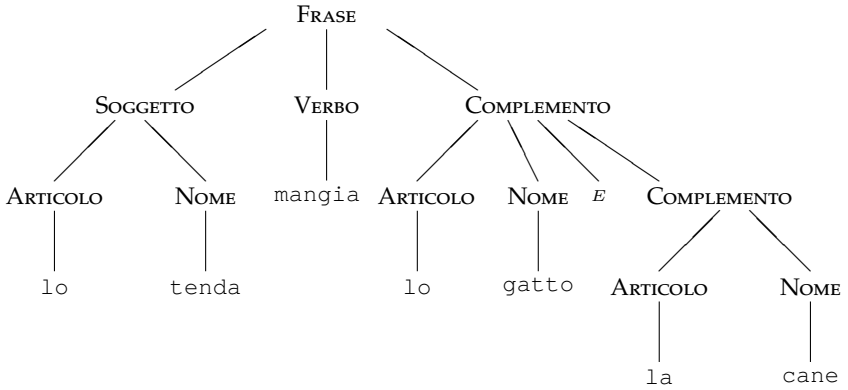 FRASE
SOGGETTO VERBO COMPLEMENTO
ARTICOLO NOME mangia ARTICOLO NOME E COMPLEMENTO
lo tenda lo gatto ARTICOLO NOME
la cane